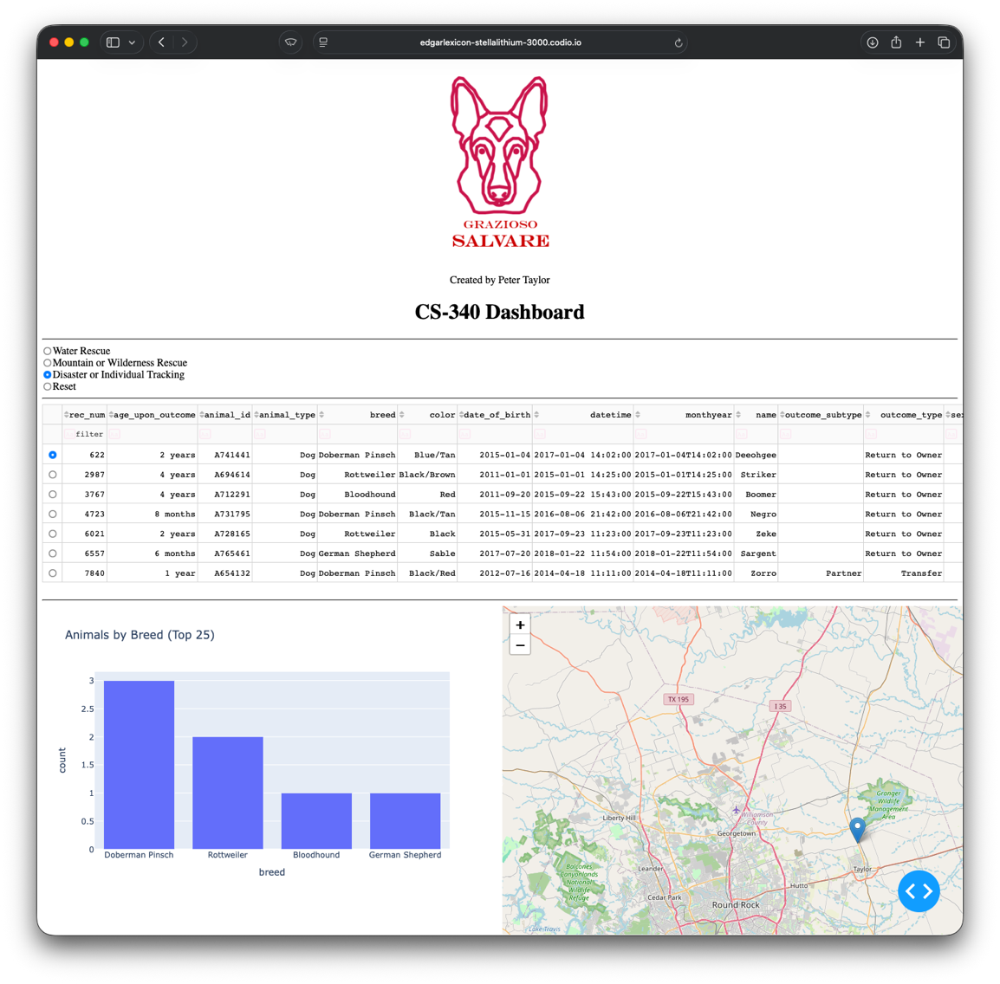 edgarlexicon-stellalithium-3000.codio.io
GRAZIOSO
SALVARE
Created by Peter Taylor
CS-340 Dashboard
Water Rescue
Mountain or Wilderness Rescue
Disaster or Individual Tracking
Reset
rec_num age_upon_outcome animal_id animal_type breed color date_of_birth datetime monthyear name outcome_subtype outcome_type sex
filter
622 2 years A741441 Dog Doberman Pinsch Blue/Tan 2015-01-04 2017-01-04 14:02:00 2017-01-04T14:02:00 Deeohgee Return to Owner
2987 4 years A694614 Dog Rottweiler Black/Brown 2011-01-01 2015-01-01 14:25:00 2015-01-01T14:25:00 Striker Return to Owner
3767 4 years A712291 Dog Bloodhound Red 2011-09-20 2015-09-22 15:43:00 2015-09-22T15:43:00 Boomer Return to Owner
4723 8 months A731795 Dog Doberman Pinsch Black/Tan 2015-11-15 2016-08-06 21:42:00 2016-08-06T21:42:00 Negro Return to Owner
6021 2 years A728165 Dog Rottweiler Black 2015-05-31 2017-09-23 11:23:00 2017-09-23T11:23:00 Zeke Return to Owner
6557 6 months A765461 Dog German Shepherd Sable 2017-07-20 2018-01-22 11:54:00 2018-01-22T11:54:00 Sargent Return to Owner
7840 1 year A654132 Dog Doberman Pinsch Black/Red 2012-07-16 2014-04-18 11:11:00 2014-04-18T11:11:00 Zorro Partner Transfer
Animals by Breed (Top 25)
3
2.5
2
1.5
1
0.5
0
count
Doberman Pinsch Rottweiler Bloodhound German Shepherd
breed
+
−
TX 195
I 35
Granger
Wildlife
Management
Area
Liberty Hill
Williamson
County
Georgetown
Balcones
Canyonlands
National
Wildlife
Refuge
Leander
Taylor
Hutto
Cedar Park
Round Rock
Lake Travis